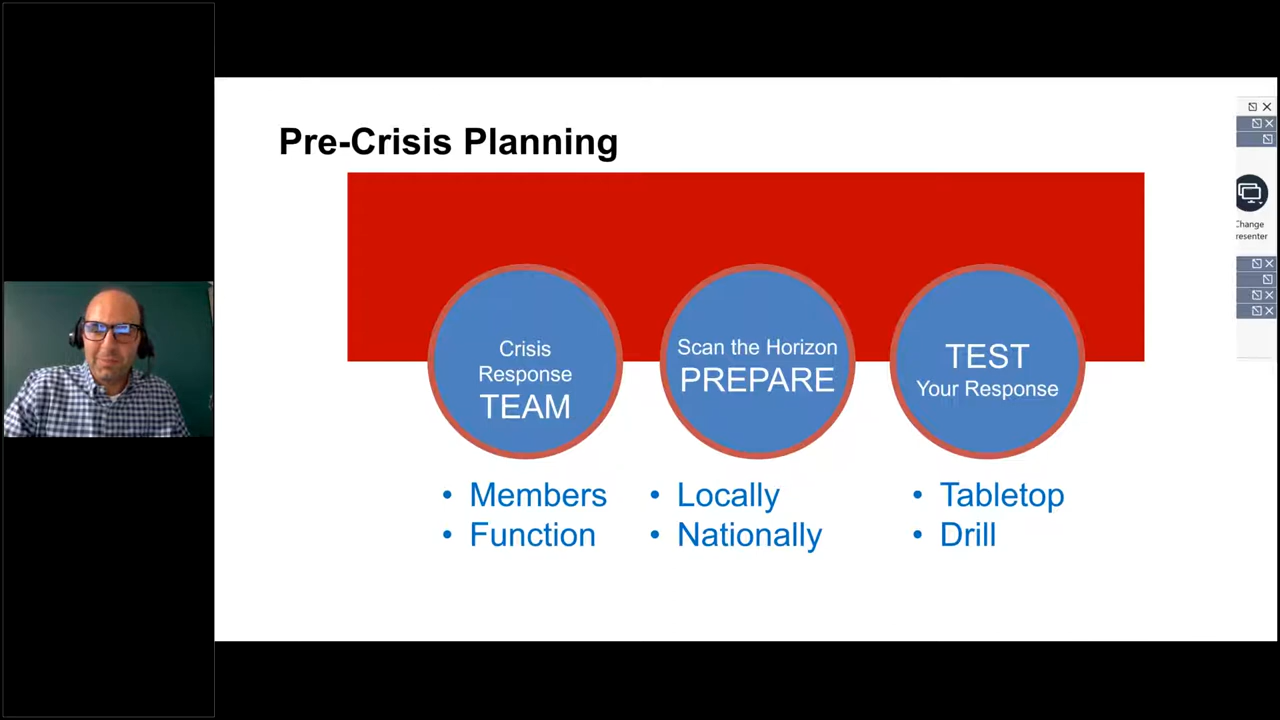 Pre-Crisis Planning
Crisis
Response
TEAM
Scan the Horizon
PREPARE
TEST
Your Response
• Members
• Function
• Locally
• Nationally
• Tabletop
• Drill
Change
resenter